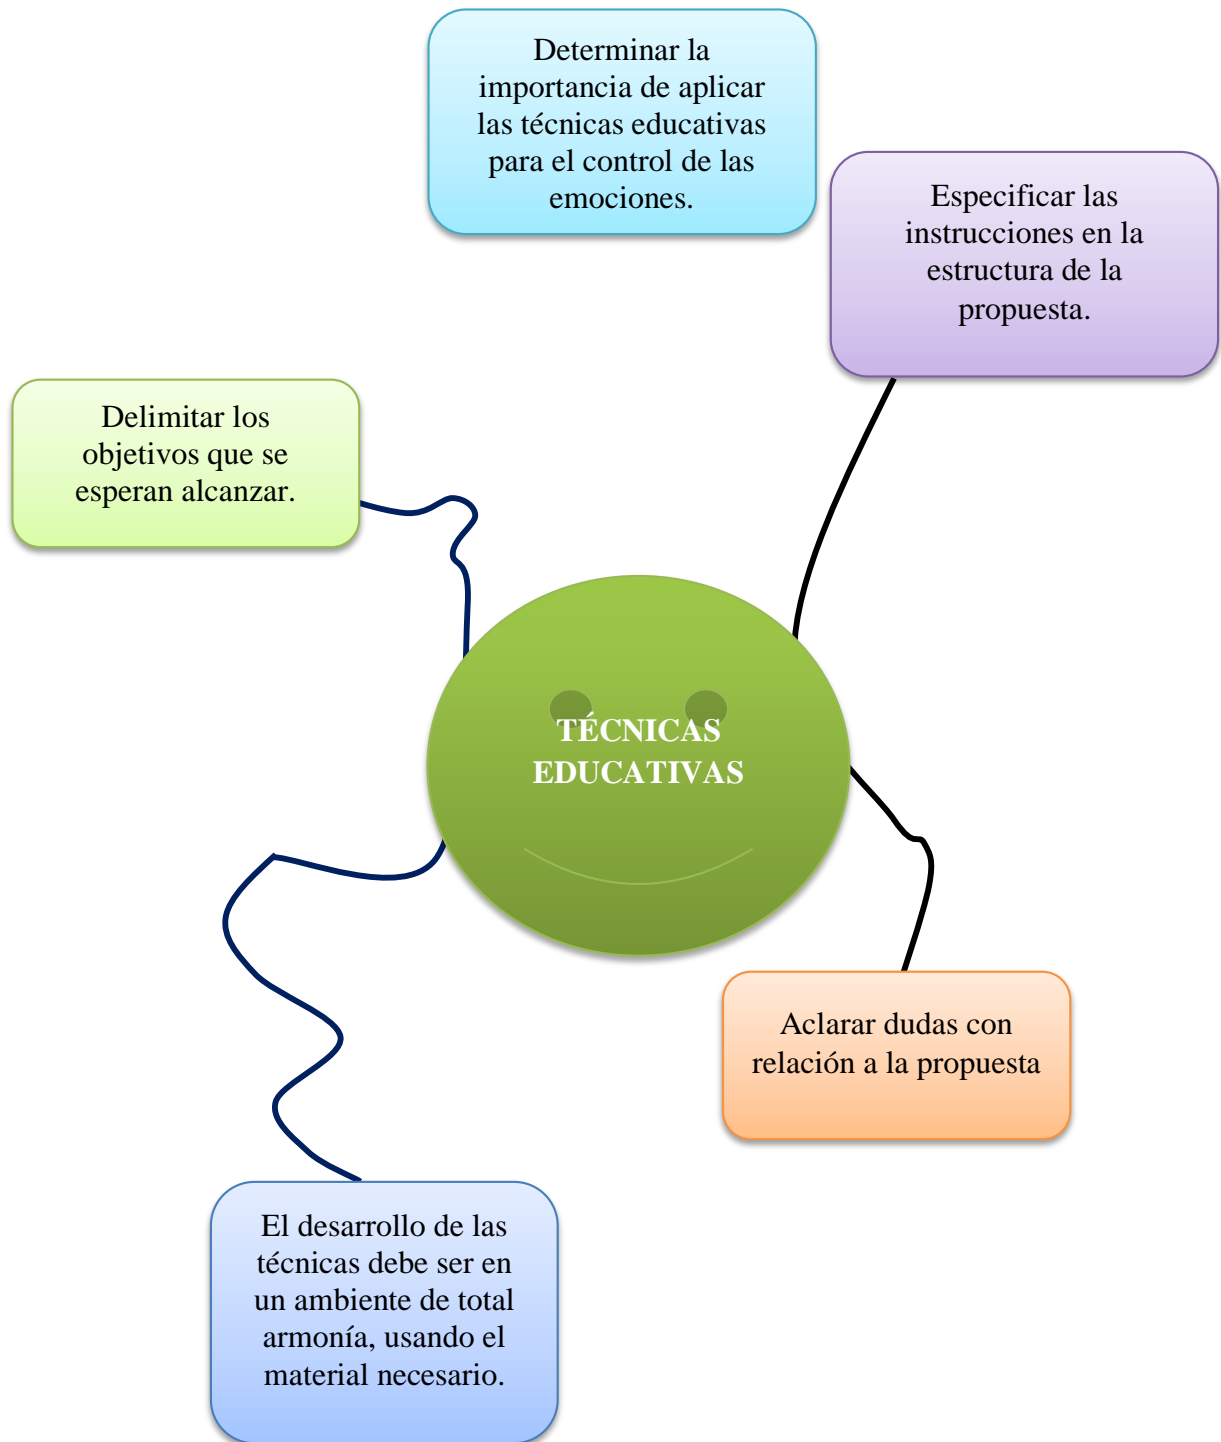 Determinar la
importancia de aplicar
las técnicas educativas
para el control de las
emociones.
Especificar las
instrucciones en la
estructura de la
propuesta.
Delimitar los
objetivos que se
esperan alcanzar.
TÉCNICAS
EDUCATIVAS
Aclarar dudas con
relación a la propuesta
El desarrollo de las
técnicas debe ser en
un ambiente de total
armonía, usando el
material necesario.